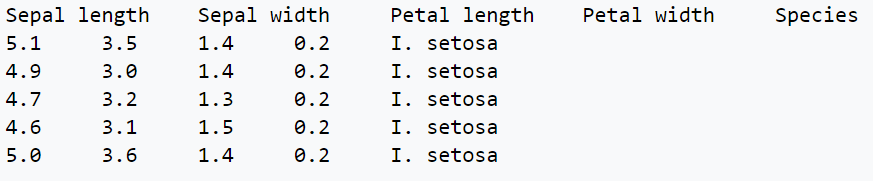 Sepal length    Sepal width     Petal length    Petal width     Species
5.1     3.5     1.4     0.2     I. setosa
4.9     3.0     1.4     0.2     I. setosa
4.7     3.2     1.3     0.2     I. setosa
4.6     3.1     1.5     0.2     I. setosa
5.0     3.6     1.4     0.2     I. setosa